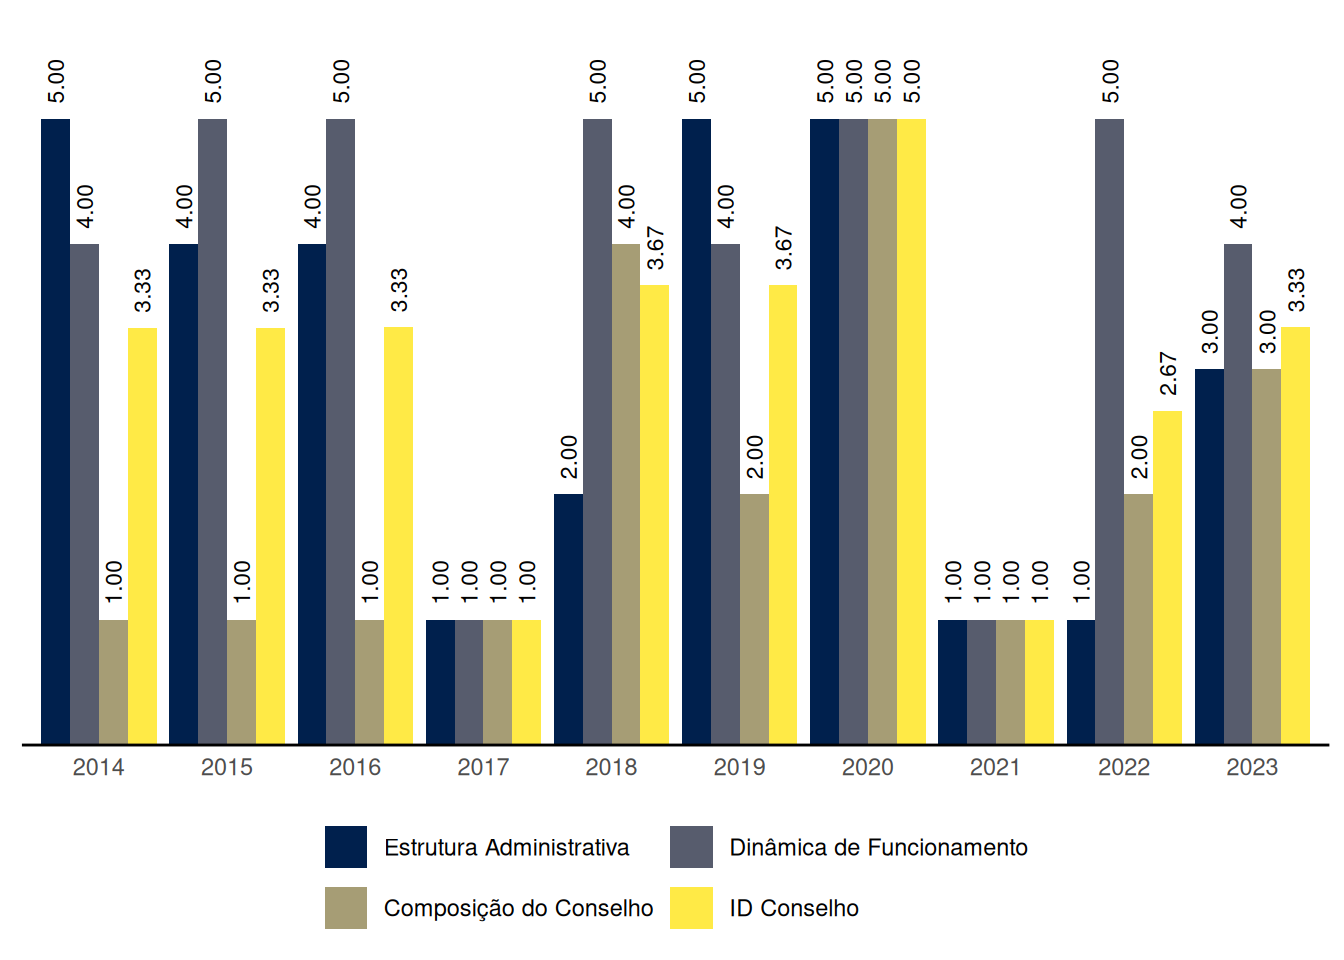 5.00 4.00 1.00 3.33 4.00 5.00 1.00 3.33 4.00 5.00 1.00 3.33 1.00 1.00 1.00 1.00 2.00 5.00 4.00 3.67 5.00 4.00 2.00 3.67 5.00 5.00 5.00 5.00 1.00 1.00 1.00 1.00 1.00 5.00 2.00 2.67 3.00 4.00 3.00 3.33
2014 2015 2016 2017 2018 2019 2020 2021 2022 2023
Estrutura Administrativa Dinâmica de Funcionamento
Composição do Conselho ID Conselho